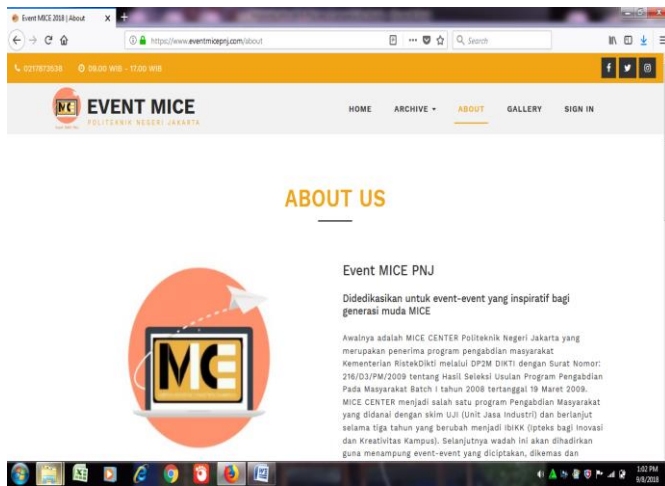 Event MICE 2018 | About
https://www.eventmicepnj.com/about
Search
0217873538
09.00 WIB - 17.00 WIB
EVENT MICE
POLITEKNIK NEGERI JAKARTA
HOME
ARCHIVE
ABOUT
GALLERY
SIGN IN
ABOUT US
Event MICE PNJ
Didedikasikan untuk event-event yang inspiratif bagi
generasi muda MICE
Awalnya adalah MICE CENTER Politeknik Negeri Jakarta yang
merupakan penerima program pengabdian masyarakat
Kementerian RistekDikti melalui DP2M DIKTI dengan Surat Nomor:
216/D3/PM/2009 tentang Hasil Seleksi Usulan Program Pengabdian
Pada Masyarakat Batch I tahun 2008 tertanggal 19 Maret 2009.
MICE CENTER menjadi salah satu program Pengabdian Masyarakat
yang didanai dengan skim UJI (Unit Jasa Industri) dan berlanjut
selama tiga tahun yang berubah menjadi IbIKK (Ipteks bagi Inovasi
dan Kreativitas Kampus). Selanjutnya wadah ini akan dihadirkan
guna menampung event-event yang diciptakan, dikemas dan
1:02 PM
9/8/2018